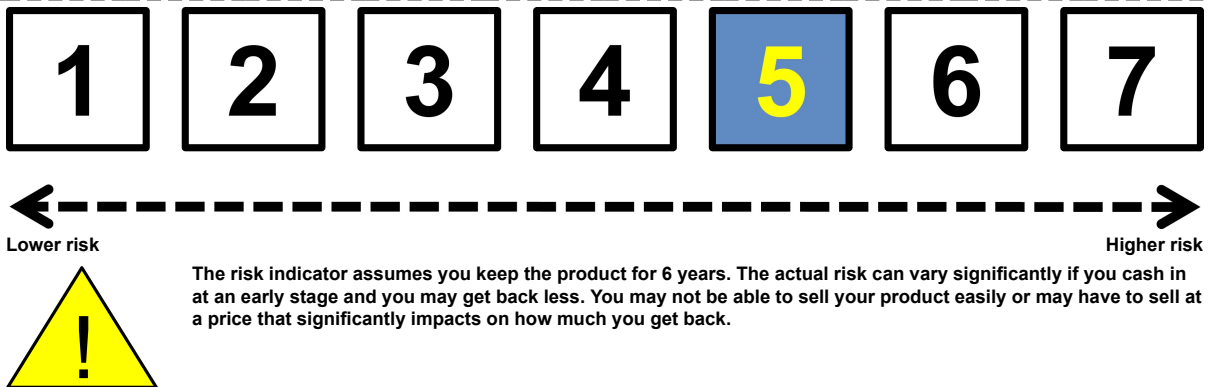 1 2 3 4 5 6 7
Lower risk Higher risk
The risk indicator assumes you keep the product for 6 years. The actual risk can vary significantly if you cash in
at an early stage and you may get back less. You may not be able to sell your product easily or may have to sell at
a price that significantly impacts on how much you get back.
!